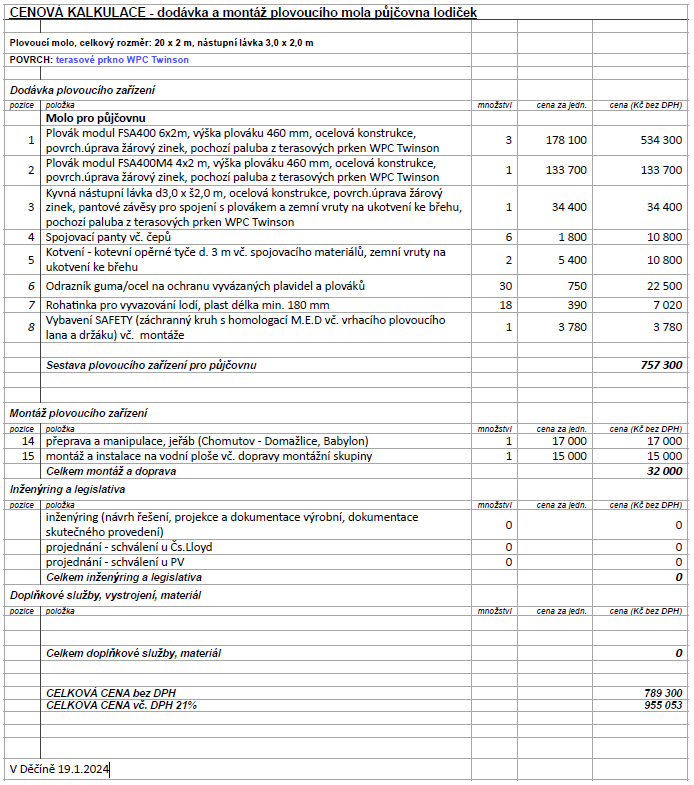 CENOVÁ KALKULACE - dodávka a montáž plovoucího mola půjčovna lodiček
Plovoucí molo, celkový rozměr: 20 x 2 m, nástupní lávka 3,0 x 2,0 m
POVRCH: terasové prkno WPC Twinson
Dodávka plovoucího zařízení
pozice položka množství cena za jedn. cena (Kč bez DPH)
Molo pro půjčovnu
1 Plovák modul FSA400 6x2m, výška plováku 460 mm, ocelová konstrukce, 3 178 100 534 300
povrch.úprava žárový zinek, pochozí paluba z terasových prken WPC Twinson
2 Plovák modul FSA400M4 4x2 m, výška plováku 460 mm, ocelová konstrukce, 1 133 700 133 700
povrch.úprava žárový zinek, pochozí paluba z terasových prken WPC Twinson
Kyvná nástupní lávka d3,0 x š2,0 m, ocelová konstrukce, povrch.úprava žárový
3 zinek, pantové závěsy pro spojení s plovákem a zemní vruty na ukotvení ke břehu, 1 34 400 34 400
pochozí paluba z terasových prken WPC Twinson
4 Spojovací panty vč. čepů 6 1 800 10 800
5 Kotvení - kotevní opěrné tyče d. 3 m vč. spojovacího materiálů, zemní vruty na 2 5 400 10 800
ukotvení ke břehu
6 Odrazník guma/ocel na ochranu vyvázaných plavidel a plováků 30 750 22 500
7 Rohatinka pro vyvazování lodí, plast délka min. 180 mm 18 390 7 020
8 Vybavení SAFETY (záchranný kruh s homologací M.E.D vč. vrhacího plovoucího 1 3 780 3 780
lana a držáku) vč. montáže
Sestava plovoucího zařízení pro půjčovnu 757 300
Montáž plovoucího zařízení
pozice položka množství cena za jedn. cena (Kč bez DPH)
14 přeprava a manipulace, jeřáb (Chomutov - Domažlice, Babylon) 1 17 000 17 000
15 montáž a instalace na vodní ploše vč. dopravy montážní skupiny 1 15 000 15 000
Celkem montáž a doprava 32 000
Inženýring a legislativa
pozice položka množství cena za jedn. cena (Kč bez DPH)
inženýring (návrh řešení, projekce a dokumentace výrobní, dokumentace 0 0
skutečného provedení)
projednání - schválení u Čs.Lloyd 0 0
projednání - schválení u PV 0 0
Celkem inženýring a legislativa 0
Doplňkové služby, vystrojení, materiál
pozice položka množství cena za jedn. cena (Kč bez DPH)
Celkem doplňkové služby, materiál 0
CELKOVÁ CENA bez DPH 789 300
CELKOVA CENA vč. DPH 21% 955 053
V Děčíně 19.1.2024